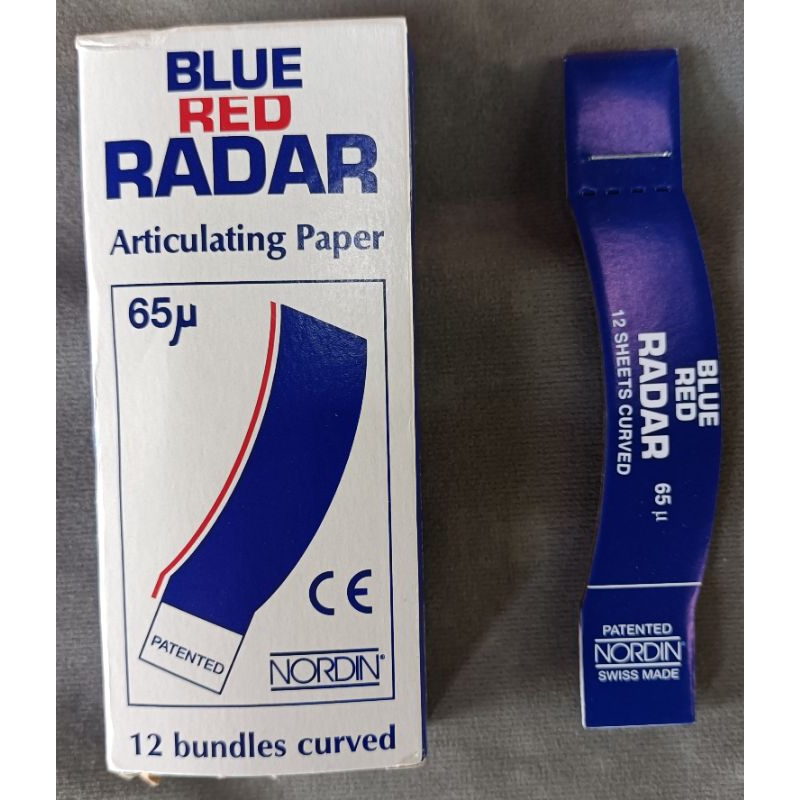 BLUE
RED
RADAR
Articulating Paper
65µ
PATENTED
CE
NORDIN®
12 bundles curved
BLUE
RED
RADAR 65 µ
12 SHEETS CURVED
PATENTED
NORDIN®
SWISS MADE